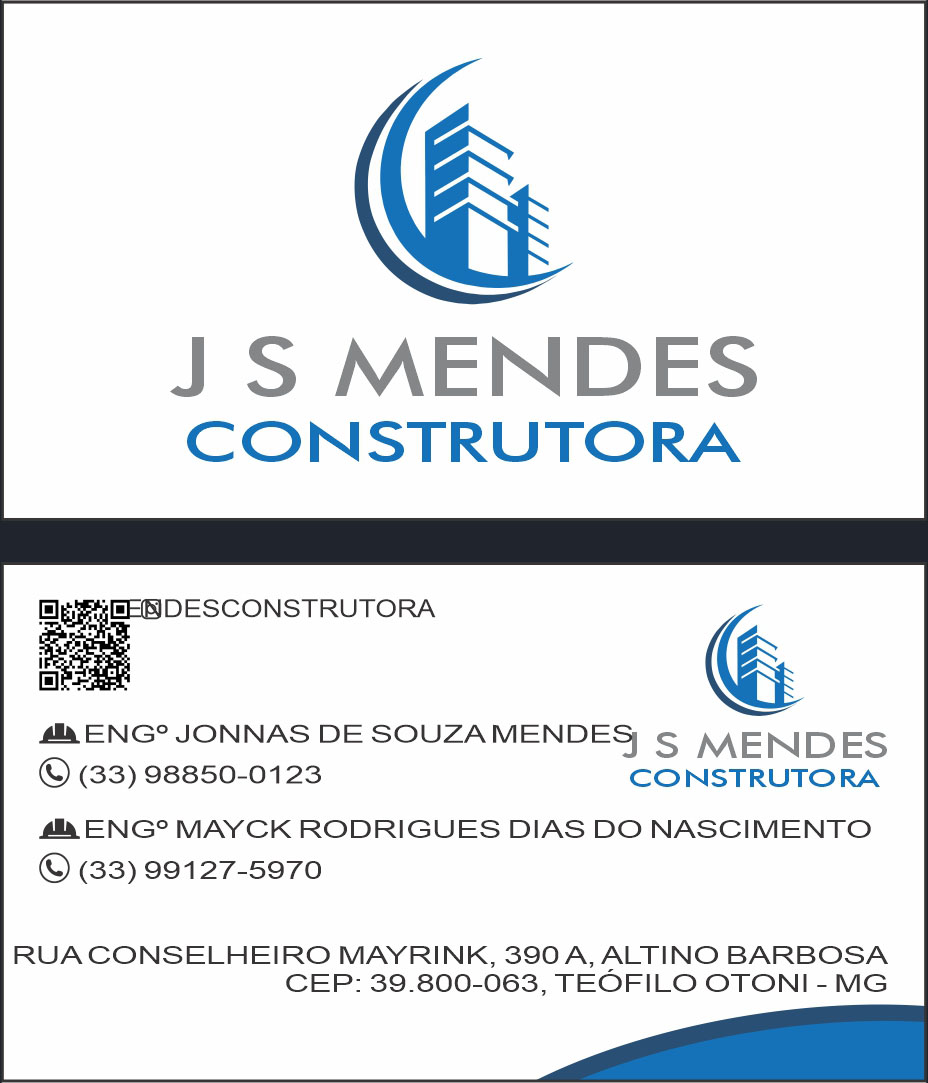 J S MENDES
CONSTRUTORA
ENDESCONSTRUTORA
ENGº JONNAS DE SOUZA MENDES
(33) 98850-0123
J S MENDES
CONSTRUTORA
ENGº MAYCK RODRIGUES DIAS DO NASCIMENTO
(33) 99127-5970
RUA CONSELHEIRO MAYRINK, 390 A, ALTINO BARBOSA
CEP: 39.800-063, TEÓFILO OTONI - MG